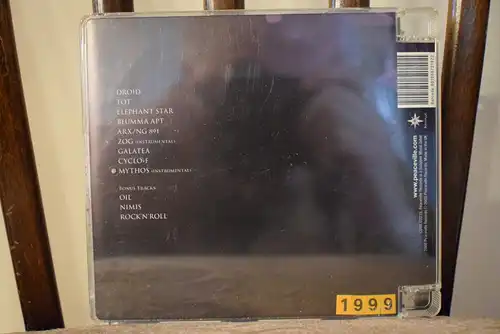 DROID
TOT
ELEPHANT STAR
BHUMMA APT
ARX/NG 891
ZOG (INSTRUMENTAL)
GALATEA
CYCLO-F
MYTHOS (INSTRUMENTAL)
BONUS TRACKS
OIL
NIMIS
ROCK'N'ROLL
www.peaceville.com
1999